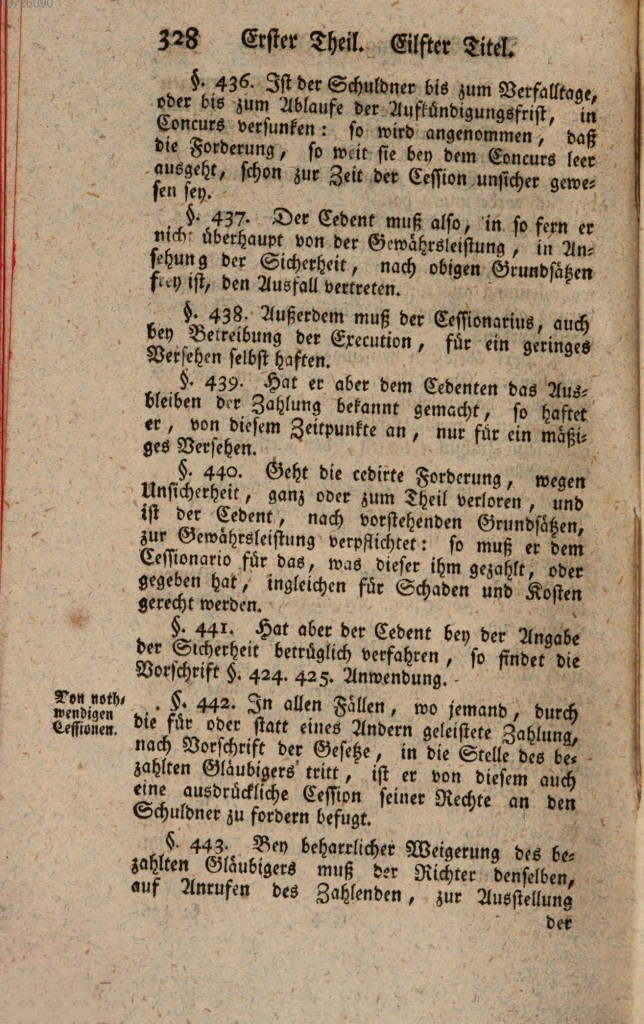 328 Erster Theil. Eilfter Titel.
§. 436. Ist der Schuldner bis zum Verfalltage,
oder bis zum Ablaufe der Aufkündigungsfrist, in
Concurs versunken: so wird angenommen, daß
die Forderung, so weit sie bey dem Concurs leer
ausgeht, schon zur Zeit der Cession unsicher gewe-
sen sey.
§. 437. Der Cedent muß also, in so fern er
nicht überhaupt von der Gewährsleistung, in An-
sehung der Sicherheit, nach obigen Grundsätzen
frey ist, den Ausfall vertreten.
§. 438. Außerdem muß der Cessionarius, auch
bey Betreibung der Execution, für ein geringes
Versehen selbst haften.
§. 439. Hat er aber dem Cedenten das Aus-
bleiben der Zahlung bekannt gemacht, so haftet
er, von diesem Zeitpunkte an, nur für ein mäßi-
ges Versehen.
§. 440. Geht die cedirte Forderung, wegen
Unsicherheit, ganz oder zum Theil verloren, und
ist der Cedent, nach vorstehenden Grundsätzen,
zur Gewährsleistung verpflichtet: so muß er dem
Cessionario für das, was dieser ihm gezahlt, oder
gegeben hat, ingleichen für Schaden und Kosten
gerecht werden.
§. 441. Hat aber der Cedent bey der Angabe
der Sicherheit betrüglich verfahren, so findet die
Vorschrift §. 424. 425. Anwendung.
Von noth-
wendigen
Cessionen.
§. 442. In allen Fällen, wo jemand, durch
die für oder statt eines Andern geleistete Zahlung,
nach Vorschrift der Gesetze, in die Stelle des be-
zahlten Gläubigers tritt, ist er von diesem auch
eine ausdrückliche Cession seiner Rechte an den
Schuldner zu fordern befugt.
§. 443. Bey beharrlicher Weigerung des be-
zahlten Gläubigers muß der Richter denselben,
auf Anrufen des Zahlenden, zur Ausstellung
der